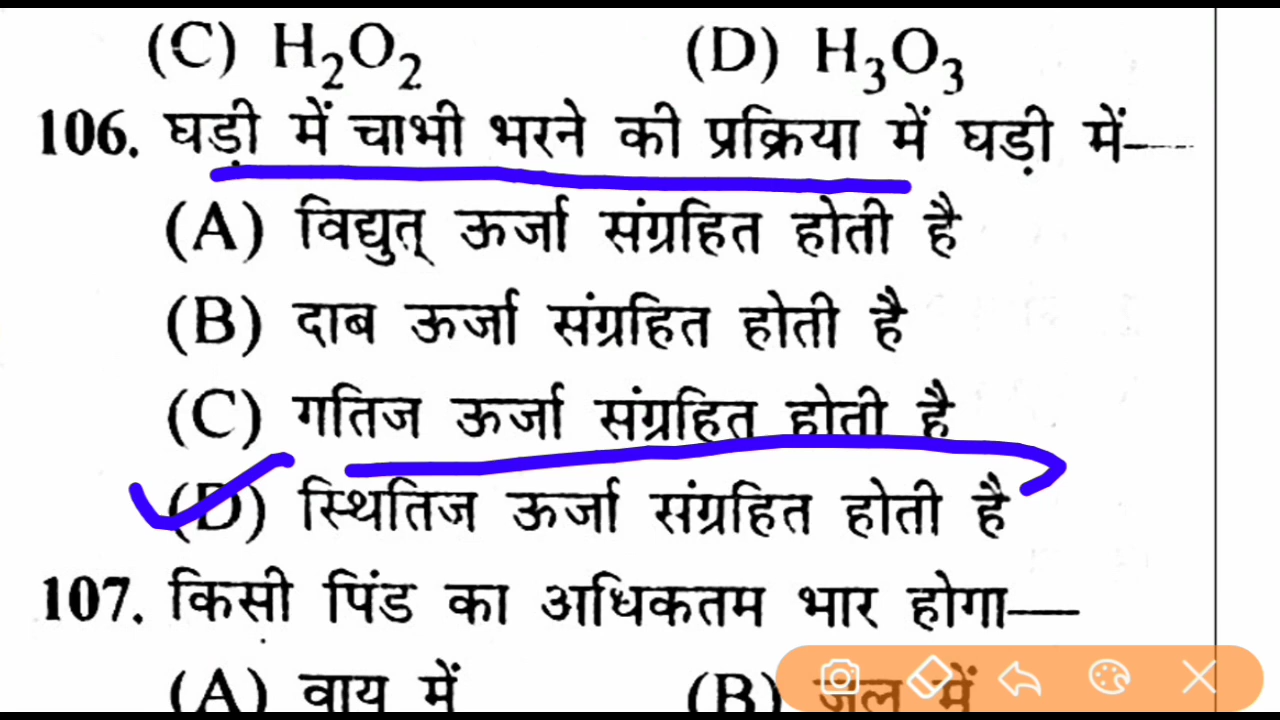 (C) H₂O₂ (D) H₃O₃
106. घड़ी में चाभी भरने की प्रक्रिया में घड़ी में—
(A) विद्युत् ऊर्जा संग्रहित होती है
(B) दाब ऊर्जा संग्रहित होती है
(C) गतिज ऊर्जा संग्रहित होती है
(D) स्थितिज ऊर्जा संग्रहित होती है
107. किसी पिंड का अधिकतम भार होगा—
(A) वायु में (B) जल में